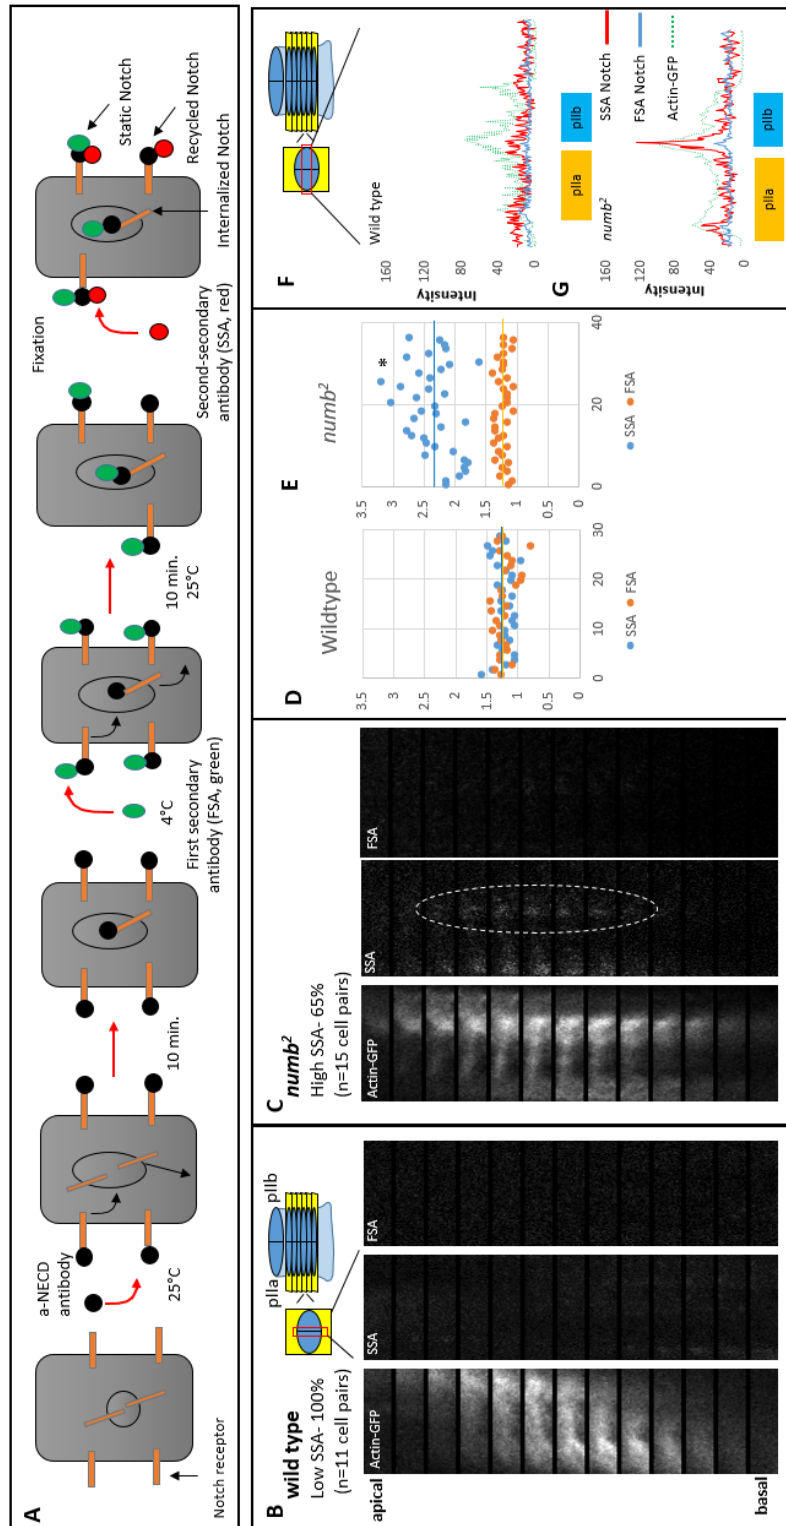 A
Notch receptor
a-NECD
antibody
25°C
10 min.
4°C
First secondary
antibody (FSA, green)
10 min.
25°C
Fixation
Second-secondary
antibody (SSA, red)
Static Notch
Recycled Notch
Internalized Notch
B
wild type
Low SSA- 100%
(n=11 cell pairs)
pIIa
pIIb
apical
basal
Actin-GFP
SSA
FSA
C
numb²
High SSA- 65%
(n=15 cell pairs)
Actin-GFP
SSA
FSA
D
Wildtype
3.5
3
2.5
2
1.5
1
0.5
0
0
10
20
30
SSA
FSA
E
numb²
*
3.5
3
2.5
2
1.5
1
0.5
0
0
20
40
SSA
FSA
F
Wild type
160
120
80
40
0
Intensity
pIIa
pIIb
G
numb²
160
120
80
40
0
Intensity
pIIa
pIIb
SSA Notch
FSA Notch
Actin-GFP